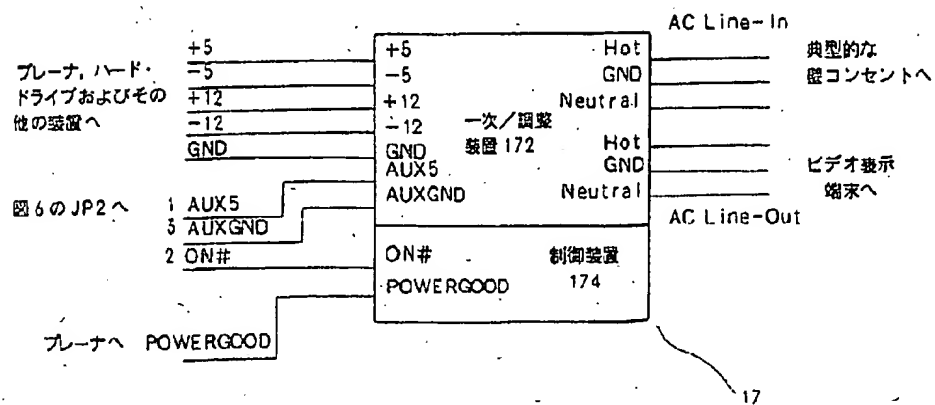 AC Line-In
+5
-5
+12
-12
GND
プレーナ, ハード・
ドライブおよびその
他の装置へ
+5
-5
+12
-12
GND
AUX5
AUXGND
一次/調整
装置 172
Hot
GND
Neutral
Hot
GND
Neutral
典型的な
壁コンセントへ
ビデオ表示
端末へ
AC Line-Out
図6のJP2へ
1 AUX5
3 AUXGND
2 ON#
ON#
POWERGOOD
制御装置
174
プレーナへ POWERGOOD
17